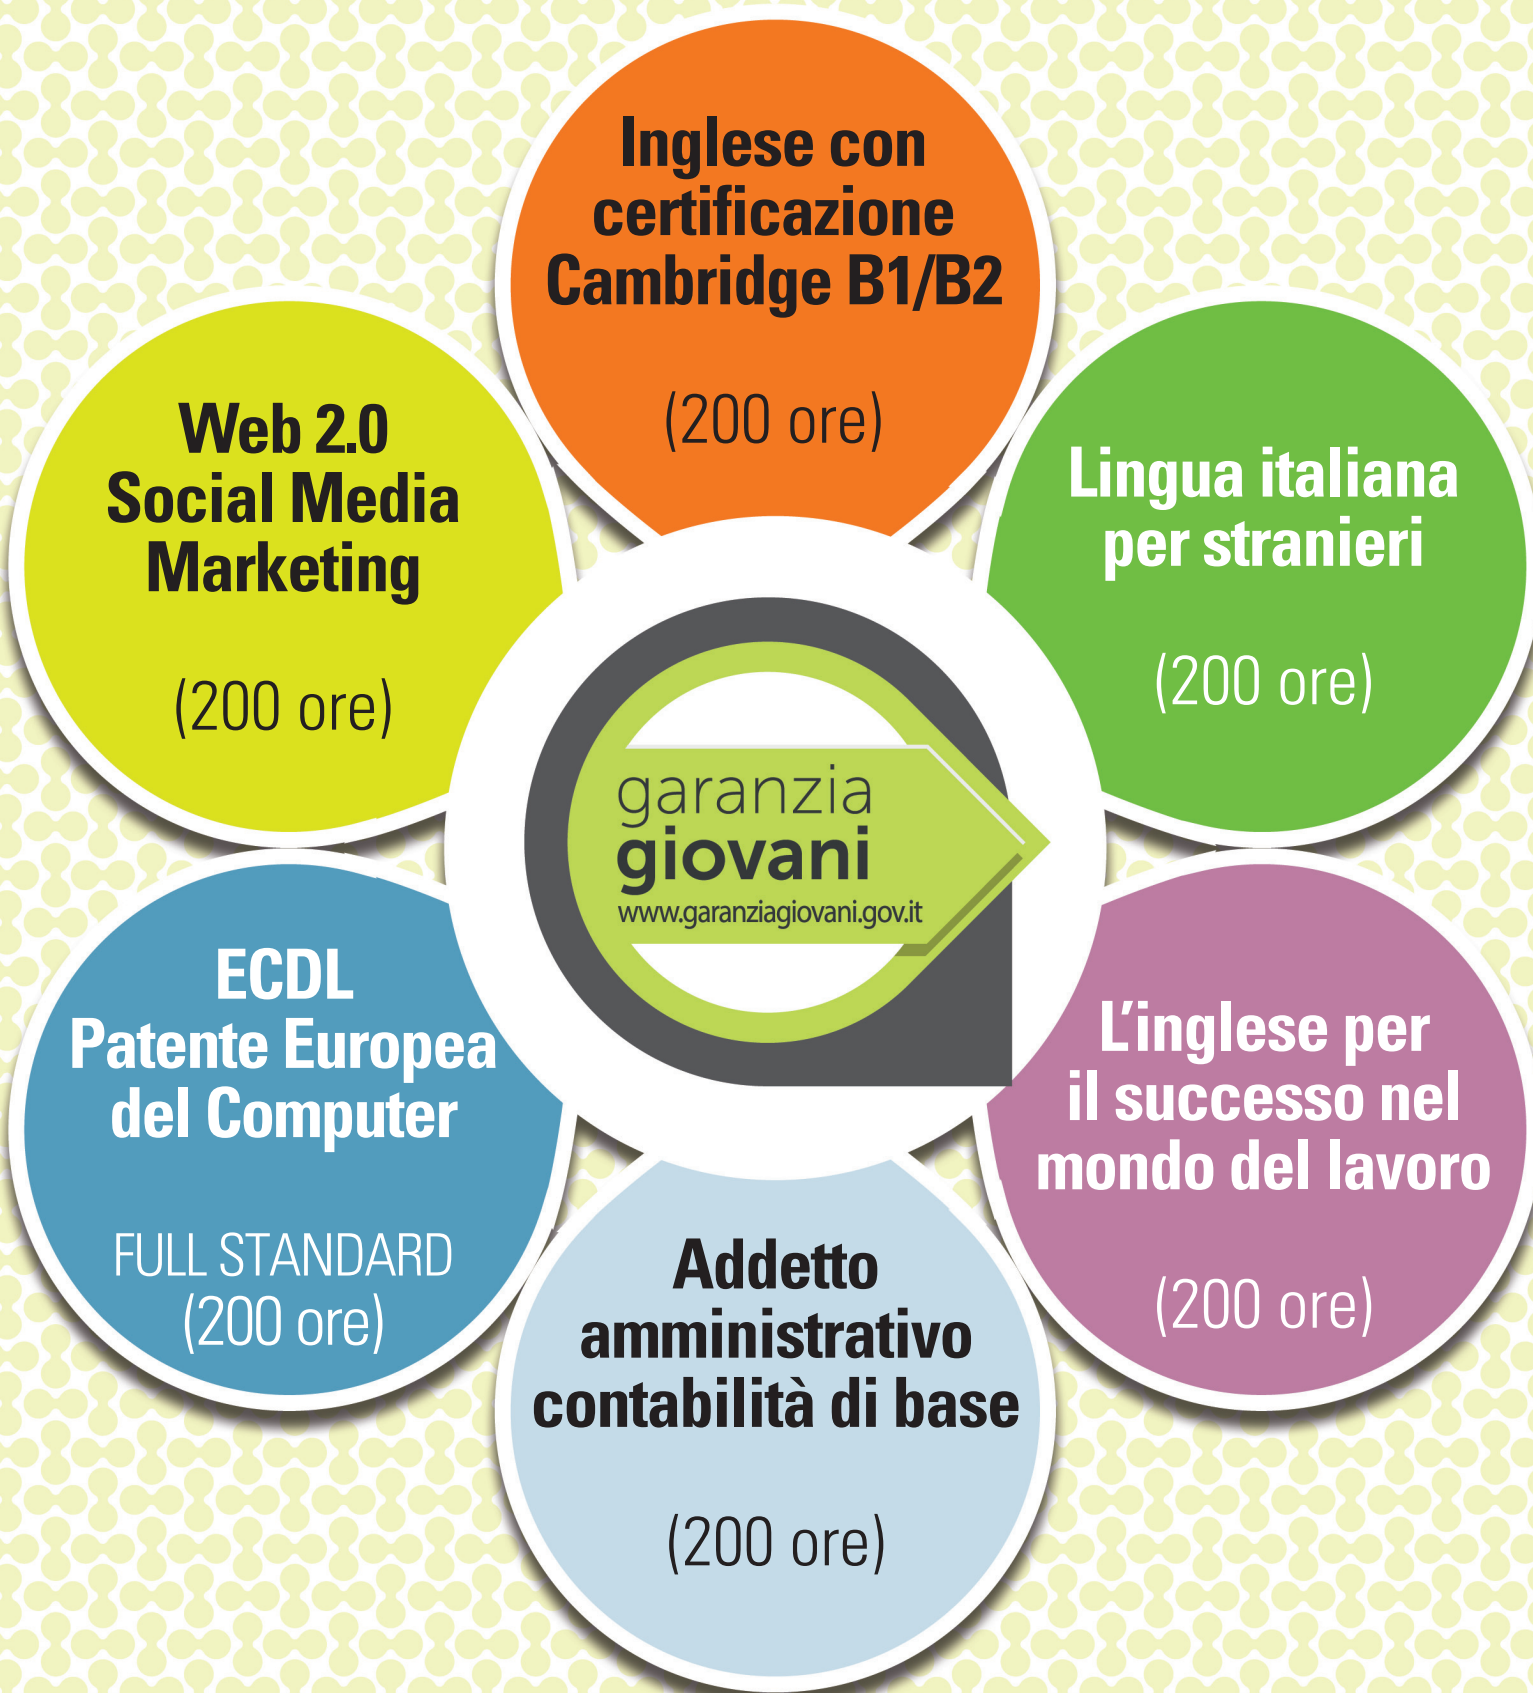 Inglese con
certificazione
Cambridge B1/B2
(200 ore)
Web 2.0
Social Media
Marketing
(200 ore)
Lingua italiana
per stranieri
(200 ore)
garanzia
giovani
www.garanziagiovani.gov.it
ECDL
Patente Europea
del Computer
FULL STANDARD
(200 ore)
L'inglese per
il successo nel
mondo del lavoro
(200 ore)
Addetto
amministrativo
contabilità di base
(200 ore)